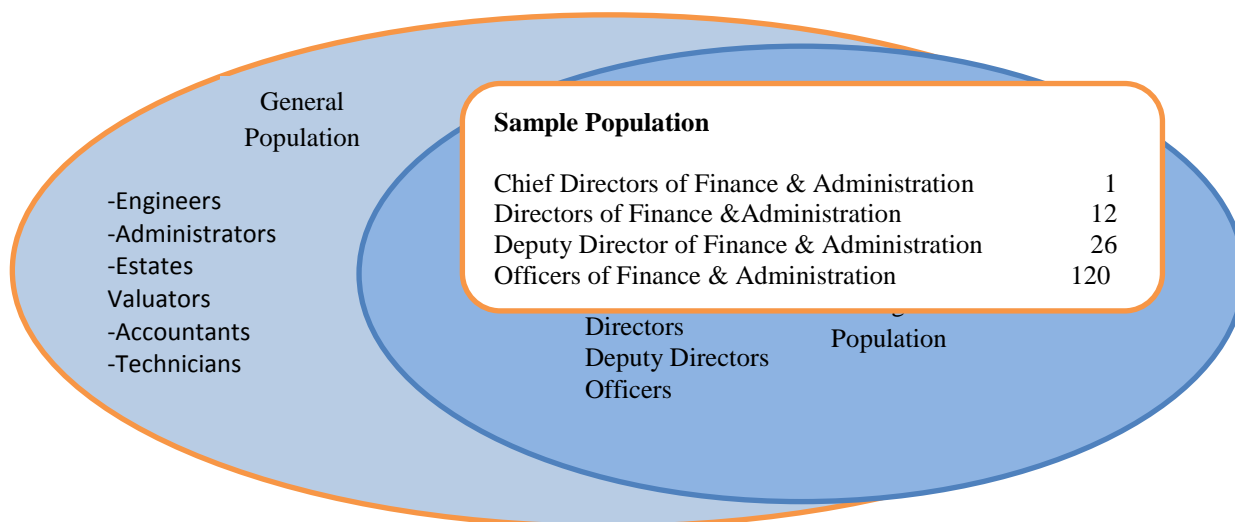 General
Population
-Engineers
-Administrators
-Estates
Valuators
-Accountants
-Technicians
Sample Population
Chief Directors of Finance & Administration 1
Directors of Finance &Administration 12
Deputy Director of Finance & Administration 26
Officers of Finance & Administration 120
Directors
Deputy Directors
Officers
Population